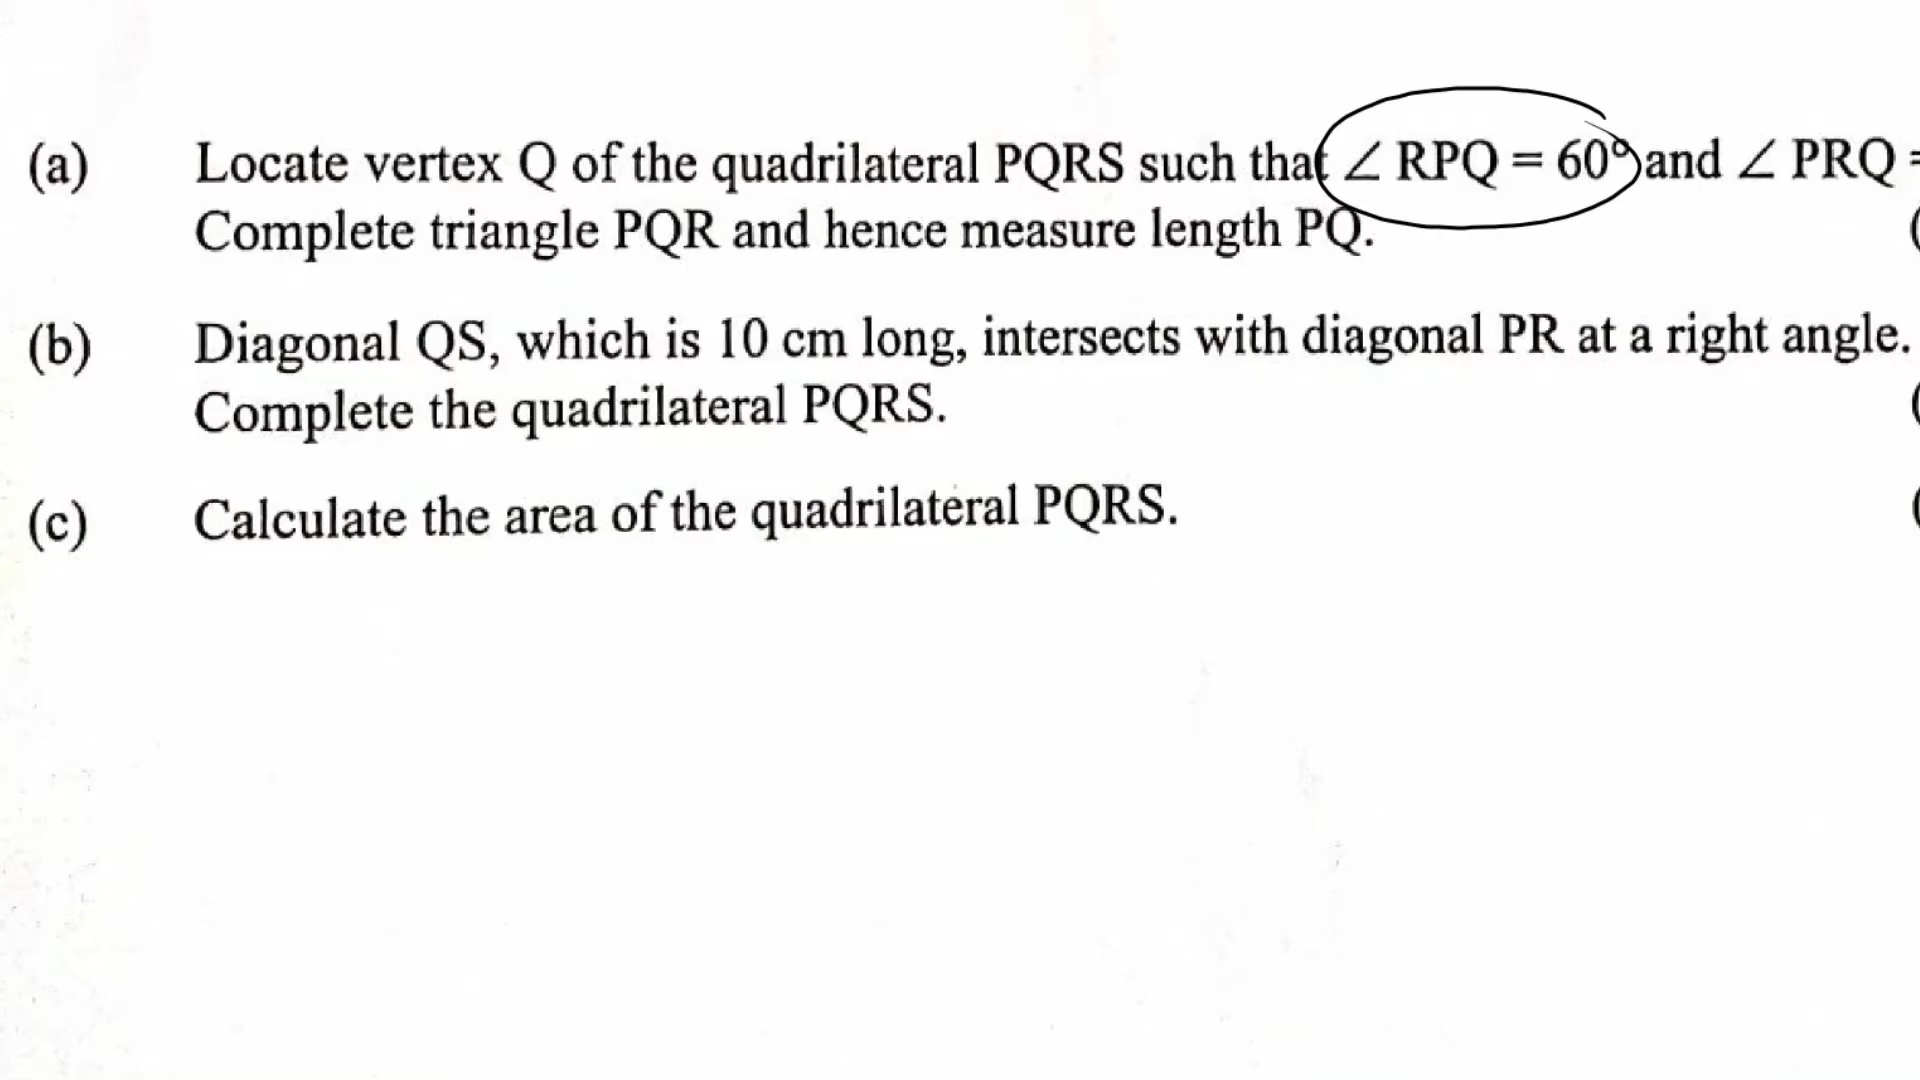 (a) Locate vertex Q of the quadrilateral PQRS such that ∠ RPQ = 60° and ∠ PRQ =
Complete triangle PQR and hence measure length PQ. (
(b) Diagonal QS, which is 10 cm long, intersects with diagonal PR at a right angle.
Complete the quadrilateral PQRS. (
(c) Calculate the area of the quadrilateral PQRS. (